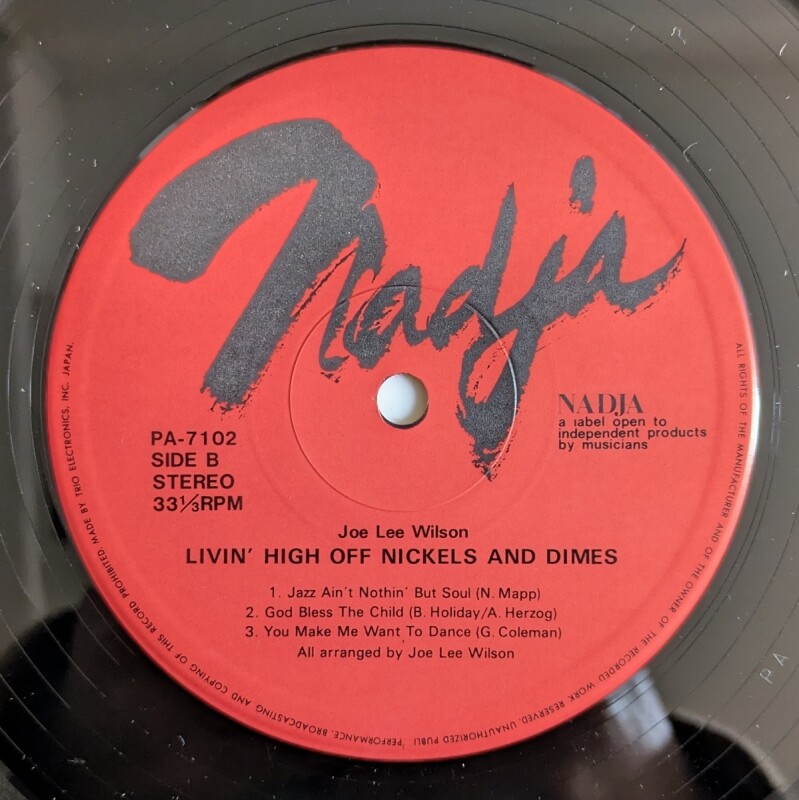 Nadja
NADJA
a label open to
independent products
by musicians
PA-7102
SIDE B
STEREO
33⅓RPM
Joe Lee Wilson
LIVIN' HIGH OFF NICKELS AND DIMES
1. Jazz Ain't Nothin' But Soul (N. Mapp)
2. God Bless The Child (B. Holiday/A. Herzog)
3. You Make Me Want To Dance (G. Coleman)
All arranged by Joe Lee Wilson
ALL RIGHTS OF THE MANUFACTURER AND OF THE OWNER OF THE RECORDED WORK RESERVED. UNAUTHORIZED PUBLI PERFORMANCE, BROADCASTING AND COPYING OF THIS RECORD PROHIBITED. MADE BY TRIO ELECTRONICS, INC. JAPAN.
PA